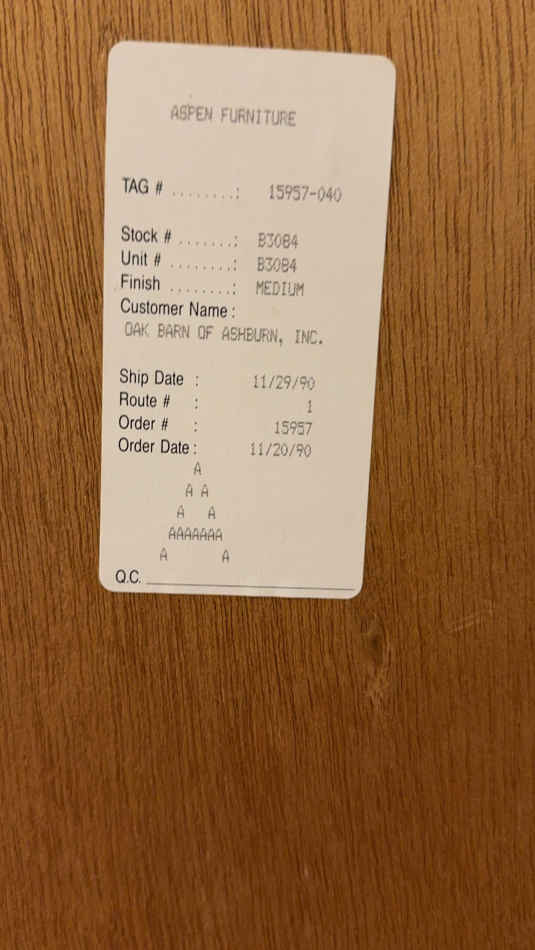 ASPEN FURNITURE
TAG # ........: 15957-040
Stock # .......: B3084
Unit # ........: B3084
Finish ........: MEDIUM
Customer Name :
OAK BARN OF ASHBURN, INC.
Ship Date : 11/29/90
Route # : 1
Order # : 15957
Order Date : 11/20/90
A
A A
A A
AAAAAAA
A A
Q.C.